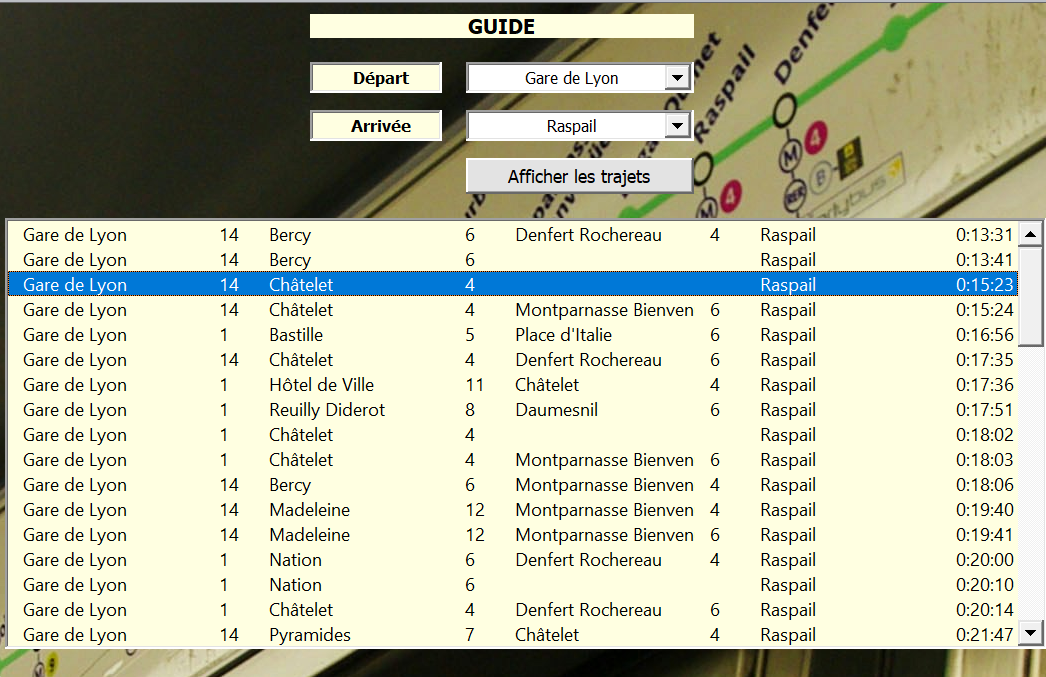 GUIDE
Départ Gare de Lyon
Arrivée Raspail
Afficher les trajets
Raspail
Denfer
4
M
B
RER
4
M
Gare de Lyon 14 Bercy 6 Denfert Rochereau 4 Raspail 0:13:31
Gare de Lyon 14 Bercy 6 Raspail 0:13:41
Gare de Lyon 14 Châtelet 4 Raspail 0:15:23
Gare de Lyon 14 Châtelet 4 Montparnasse Bienven 6 Raspail 0:15:24
Gare de Lyon 1 Bastille 5 Place d'Italie 6 Raspail 0:16:56
Gare de Lyon 14 Châtelet 4 Denfert Rochereau 6 Raspail 0:17:35
Gare de Lyon 1 Hôtel de Ville 11 Châtelet 4 Raspail 0:17:36
Gare de Lyon 1 Reuilly Diderot 8 Daumesnil 6 Raspail 0:17:51
Gare de Lyon 1 Châtelet 4 Raspail 0:18:02
Gare de Lyon 1 Châtelet 4 Montparnasse Bienven 6 Raspail 0:18:03
Gare de Lyon 14 Bercy 6 Montparnasse Bienven 4 Raspail 0:18:06
Gare de Lyon 14 Madeleine 12 Montparnasse Bienven 4 Raspail 0:19:40
Gare de Lyon 14 Madeleine 12 Montparnasse Bienven 6 Raspail 0:19:41
Gare de Lyon 1 Nation 6 Denfert Rochereau 4 Raspail 0:20:00
Gare de Lyon 1 Nation 6 Raspail 0:20:10
Gare de Lyon 1 Châtelet 4 Denfert Rochereau 6 Raspail 0:20:14
Gare de Lyon 14 Pyramides 7 Châtelet 4 Raspail 0:21:47